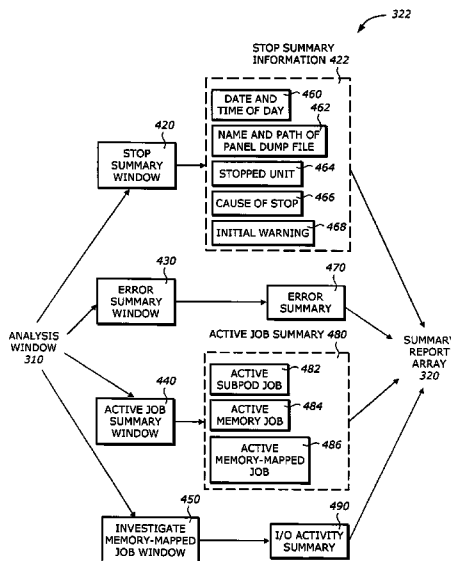 322
STOP SUMMARY
INFORMATION 422
460
DATE AND
TIME OF DAY
462
NAME AND PATH OF
PANEL DUMP FILE
464
STOPPED UNIT
466
CAUSE OF STOP
468
INITIAL WARNING
420
STOP
SUMMARY
WINDOW
430
ERROR
SUMMARY
WINDOW
470
ERROR SUMMARY
ANALYSIS
WINDOW
310
SUMMARY
REPORT
ARRAY
320
ACTIVE JOB SUMMARY 480
482
ACTIVE
SUBPOD JOB
484
ACTIVE
MEMORY JOB
486
ACTIVE
MEMORY-MAPPED
JOB
440
ACTIVE JOB
SUMMARY
WINDOW
450
INVESTIGATE
MEMORY-MAPPED
JOB WINDOW
490
I/O ACTIVITY
SUMMARY